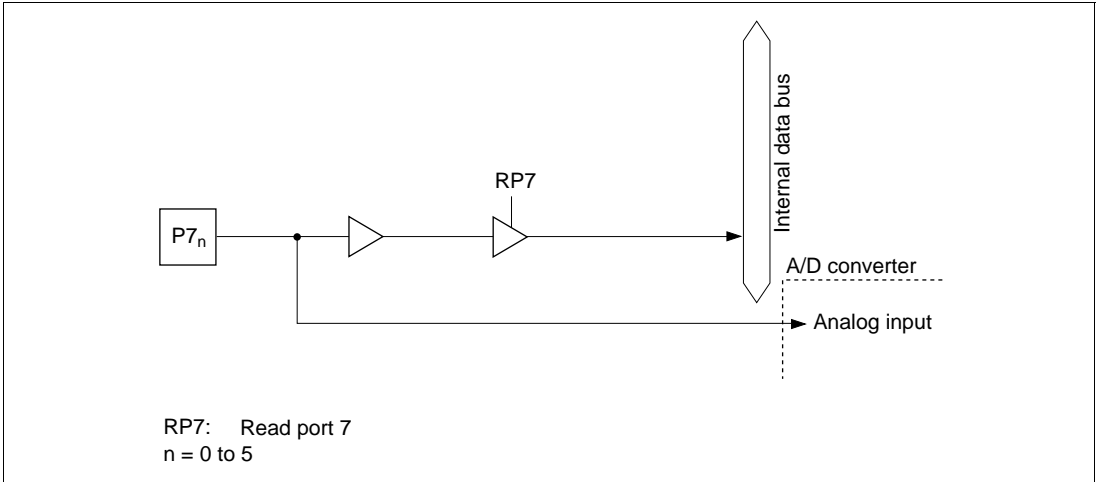 Internal data bus
RP7
P7n
A/D converter
Analog input
RP7: Read port 7
n = 0 to 5